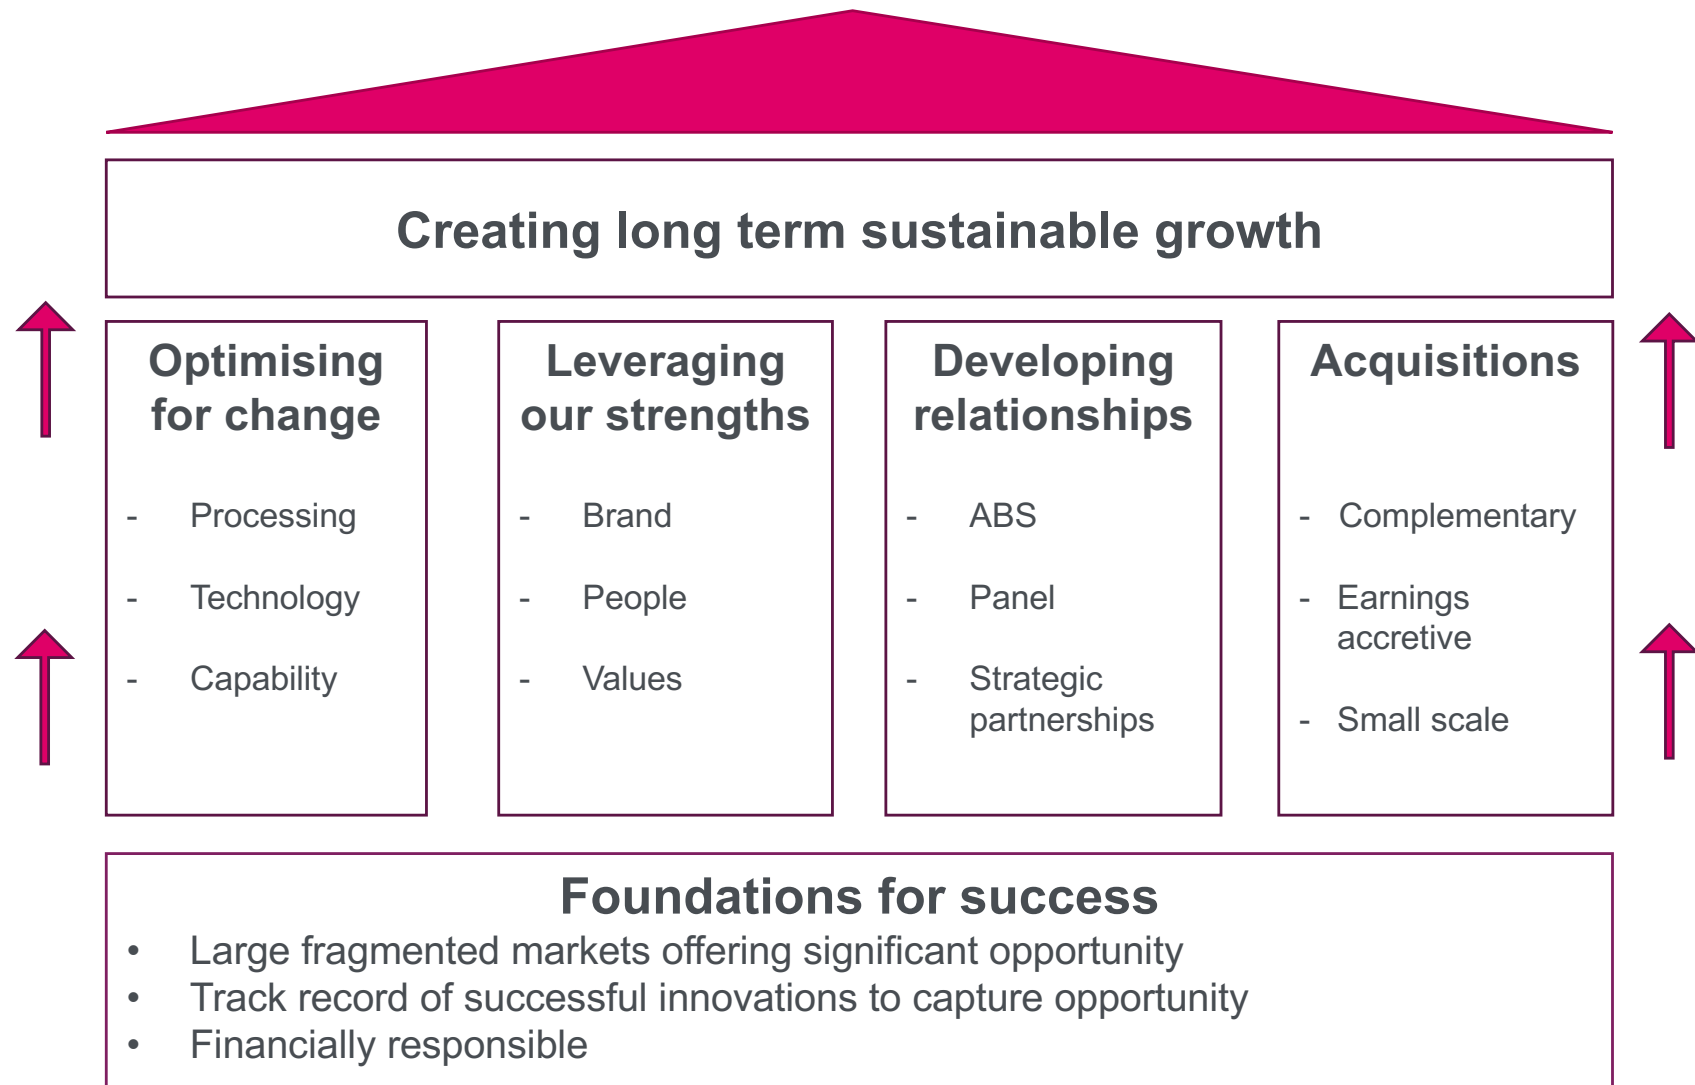 Creating long term sustainable growth
Optimising
for change
- Processing
- Technology
- Capability
Leveraging
our strengths
- Brand
- People
- Values
Developing
relationships
- ABS
- Panel
- Strategic
partnerships
Acquisitions
- Complementary
- Earnings
accretive
- Small scale
Foundations for success
• Large fragmented markets offering significant opportunity
• Track record of successful innovations to capture opportunity
• Financially responsible